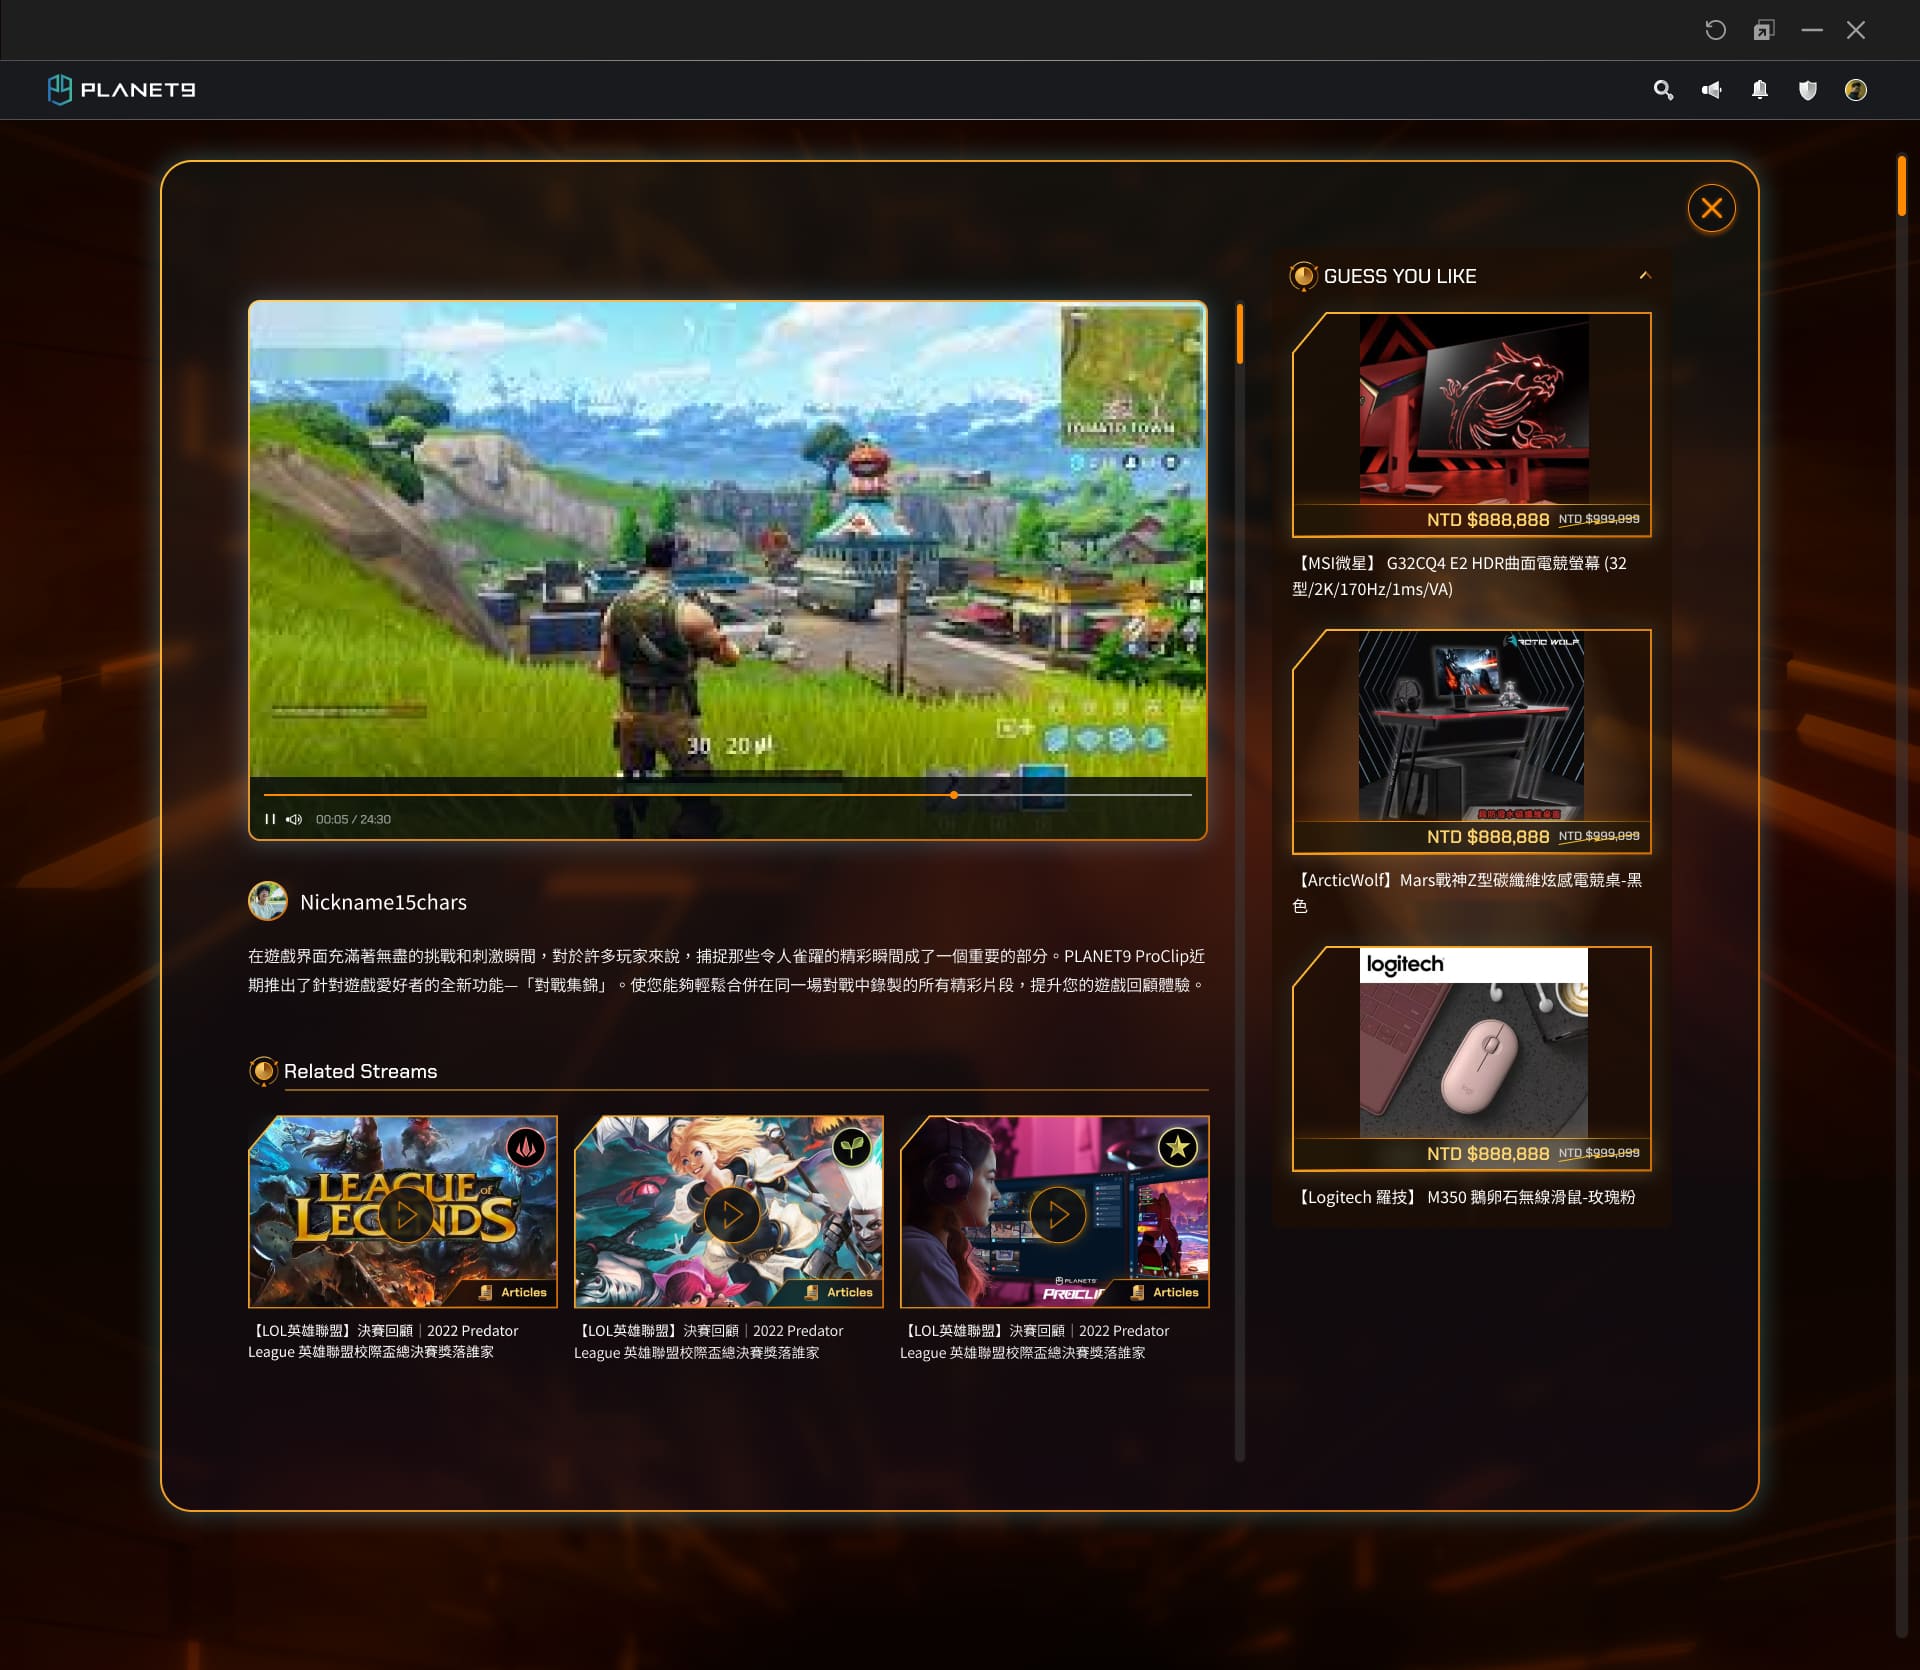 PLANET9
GUESS YOU LIKE
TOMATO TOWN
30 20
00:05 / 24:30
NTD $888,888 NTD $999,999
【MSI微星】 G32CQ4 E2 HDR曲面電競螢幕 (32
型/2K/170Hz/1ms/VA)
ARCTIC WOLF
NTD $888,888 NTD $999,999
【ArcticWolf】Mars戰神Z型碳纖維炫感電競桌-黑
色
logitech
logi
NTD $888,888 NTD $999,999
【Logitech 羅技】 M350 鵝卵石無線滑鼠-玫瑰粉
Nickname15chars
在遊戲界面充滿著無盡的挑戰和刺激瞬間，對於許多玩家來說，捕捉那些令人雀躍的精彩瞬間成了一個重要的部分。PLANET9 ProClip近
期推出了針對遊戲愛好者的全新功能—「對戰集錦」。使您能夠輕鬆合併在同一場對戰中錄製的所有精彩片段，提升您的遊戲回顧體驗。
Related Streams
LEAGUE OF
LEGENDS
Articles
Articles
PLANET9
PROCLIP
Articles
【LOL英雄聯盟】決賽回顧｜2022 Predator
League 英雄聯盟校際盃總決賽獎落誰家
【LOL英雄聯盟】決賽回顧｜2022 Predator
League 英雄聯盟校際盃總決賽獎落誰家
【LOL英雄聯盟】決賽回顧｜2022 Predator
League 英雄聯盟校際盃總決賽獎落誰家